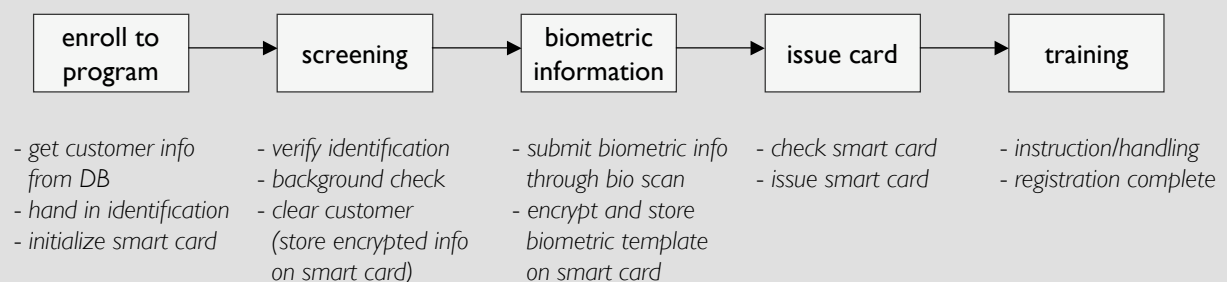 enroll to
program
screening
biometric
information
issue card
training
- get customer info
from DB
- hand in identification
- initialize smart card
- verify identification
- background check
- clear customer
(store encrypted info
on smart card)
- submit biometric info
through bio scan
- encrypt and store
biometric template
on smart card
- check smart card
- issue smart card
- instruction/handling
- registration complete